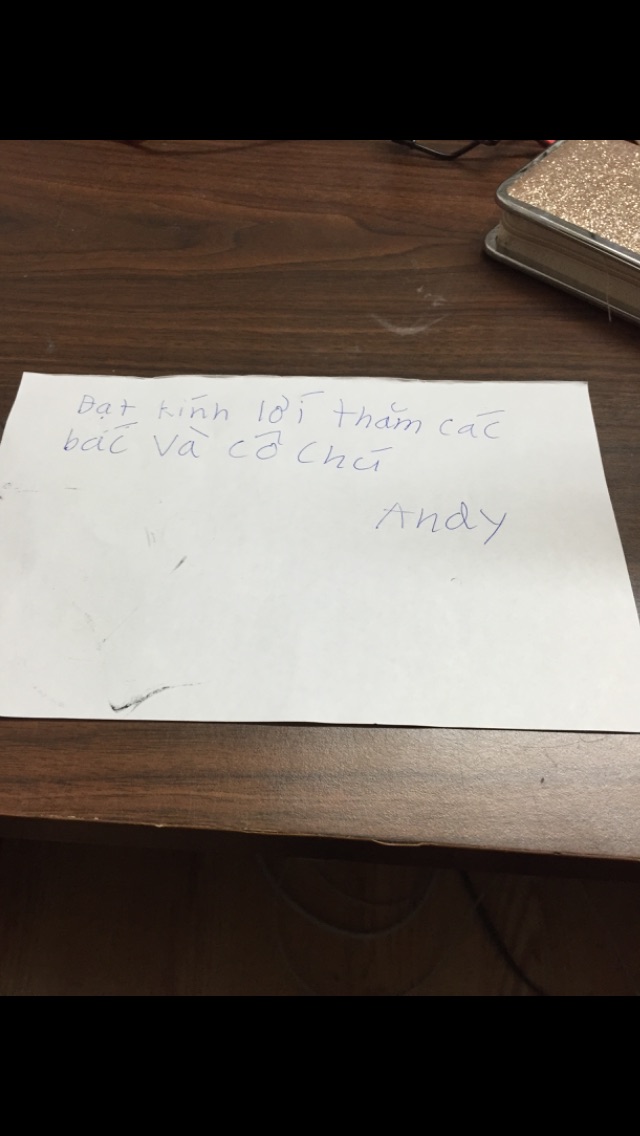 Đạt kính lời thăm các
bác và cô chú
Andy